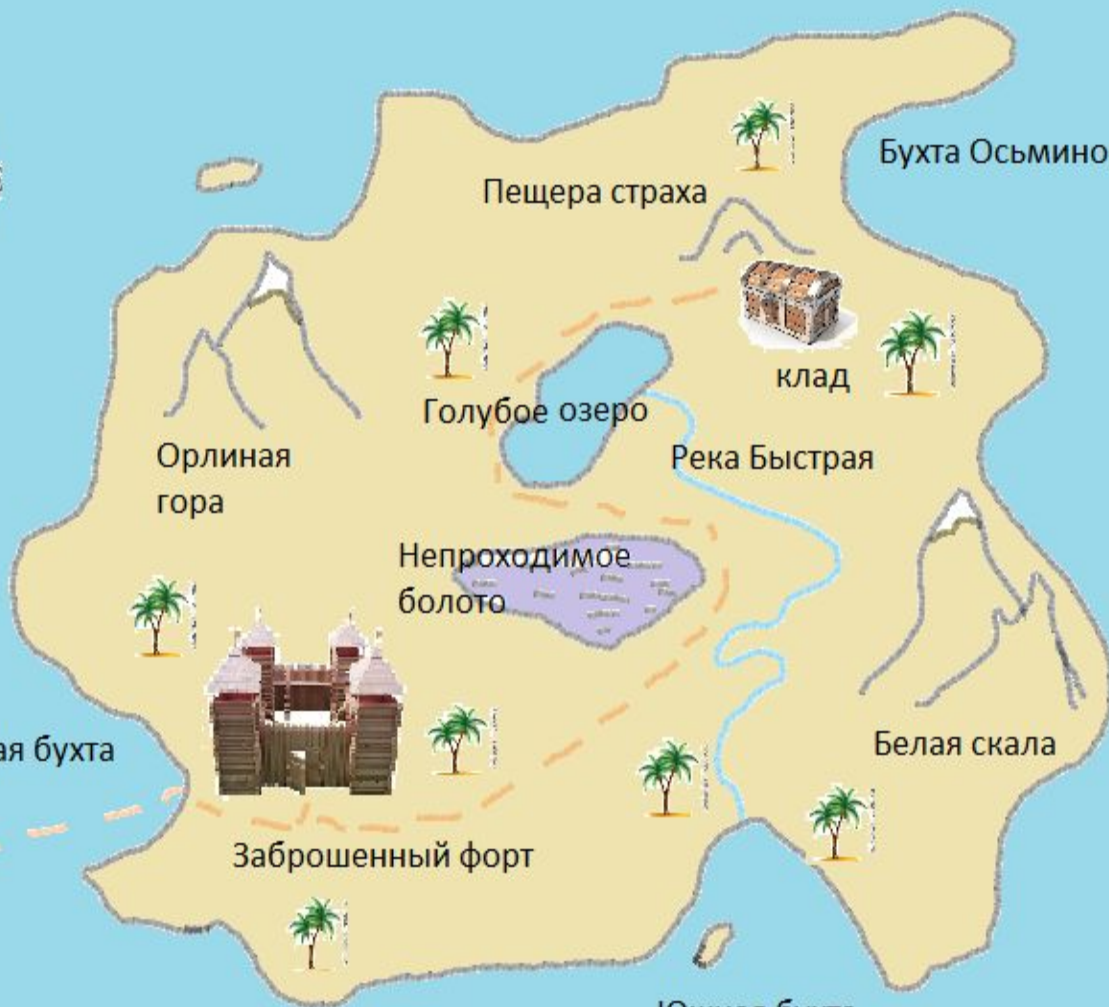 Бухта Осьмино
Пещера страха
клад
Голубое озеро
Орлиная
гора
Река Быстрая
Непроходимое
болото
ая бухта
Белая скала
Заброшенный форт